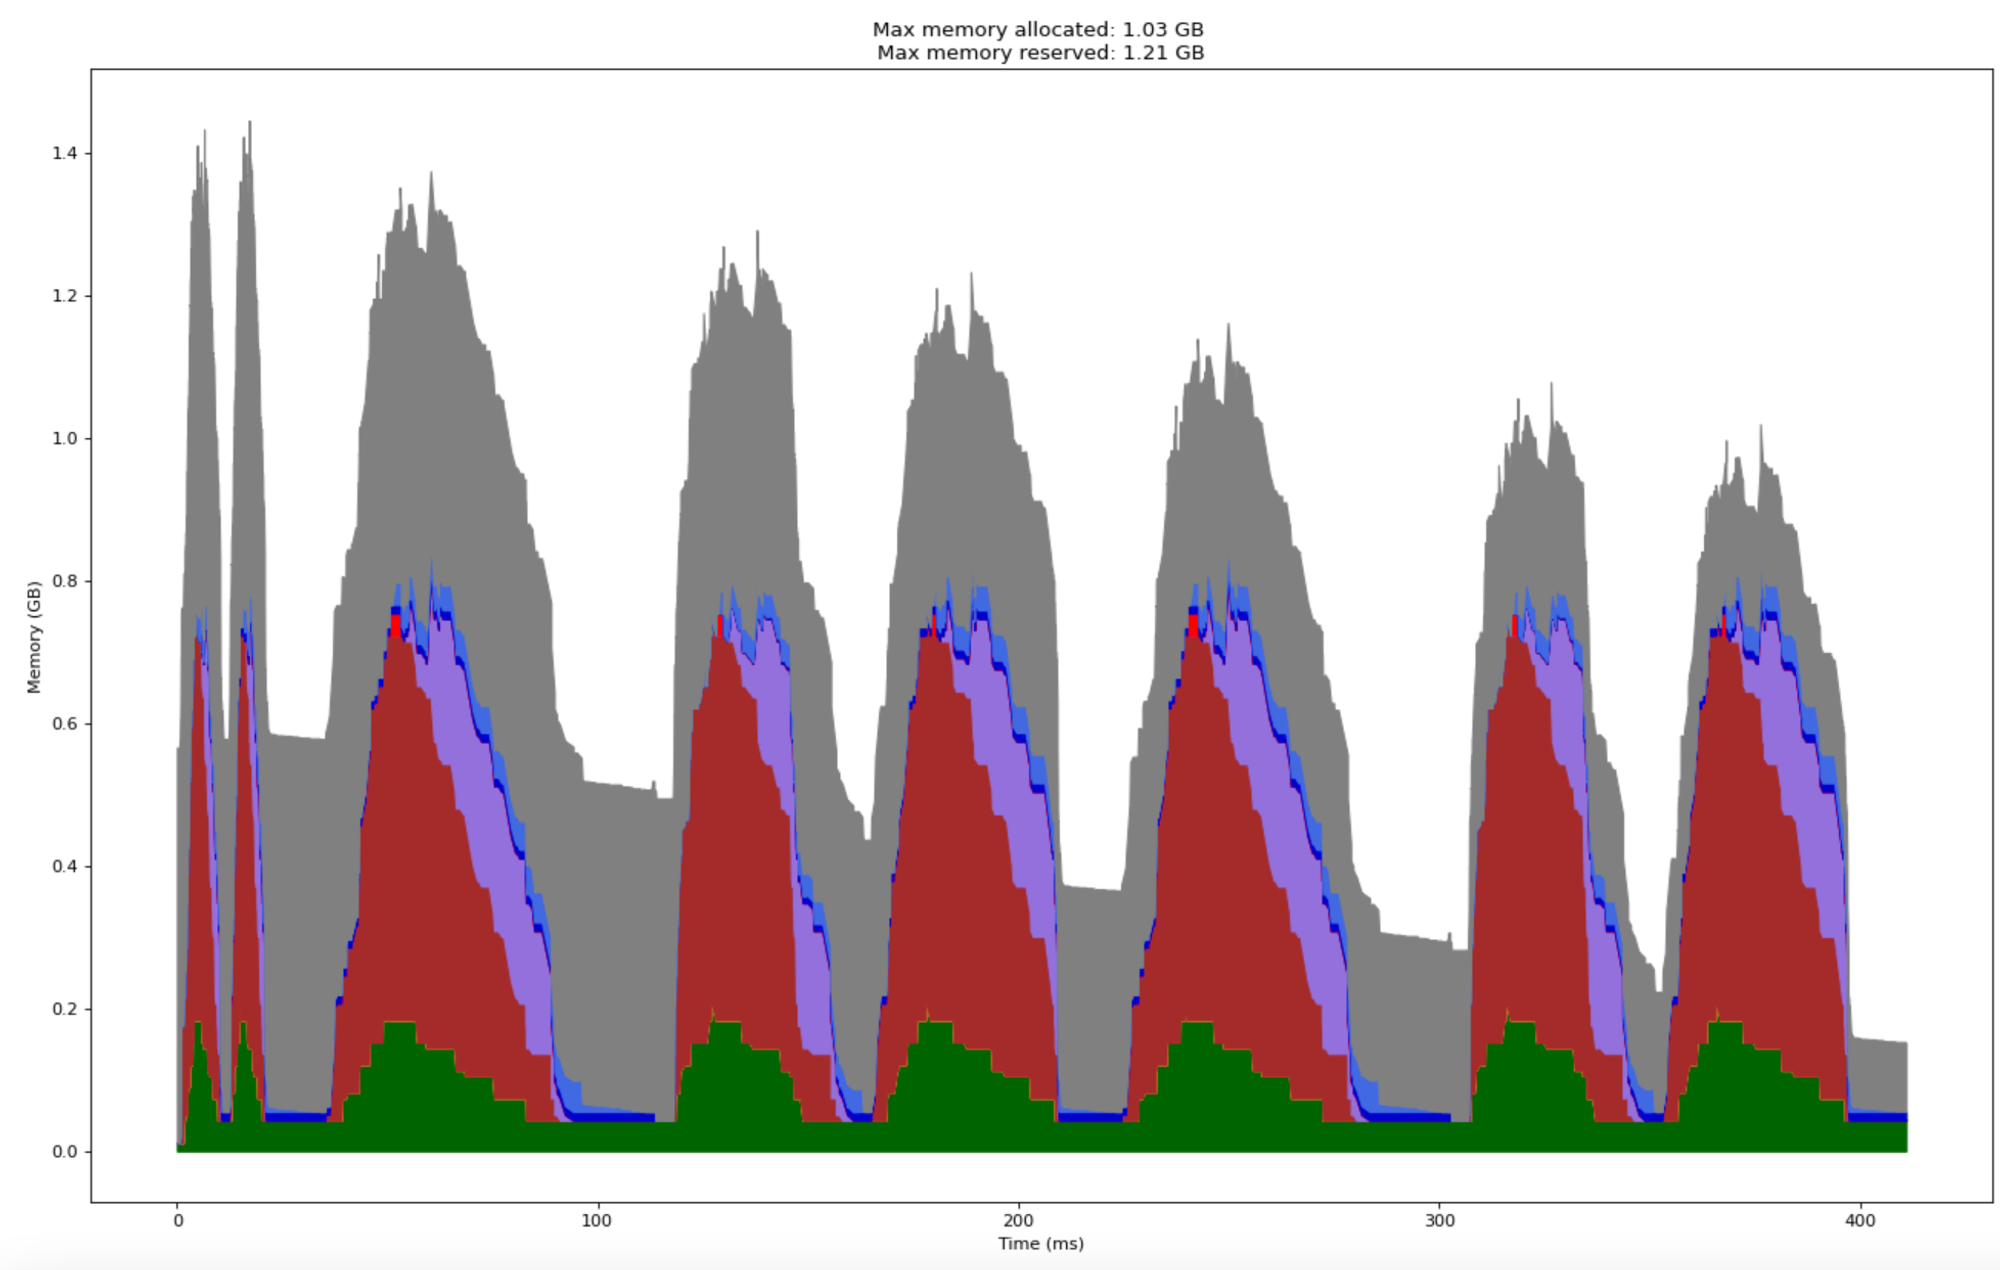 Max memory allocated: 1.03 GB
Max memory reserved: 1.21 GB
Memory (GB)
1.4
1.2
1.0
0.8
0.6
0.4
0.2
0.0
0 100 200 300 400
Time (ms)